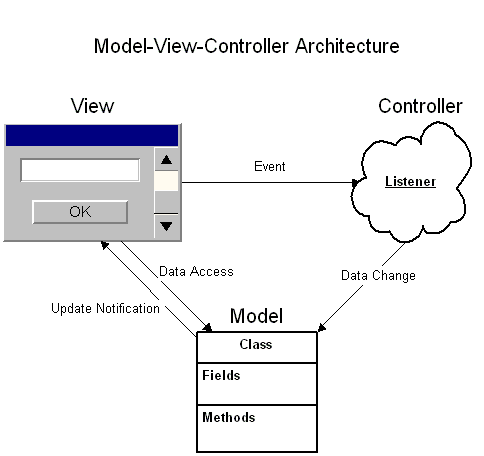 Model-View-Controller Architecture
View
Controller
Event
Listener
OK
Data Access
Data Change
Update Notification
Model
Class
Fields
Methods